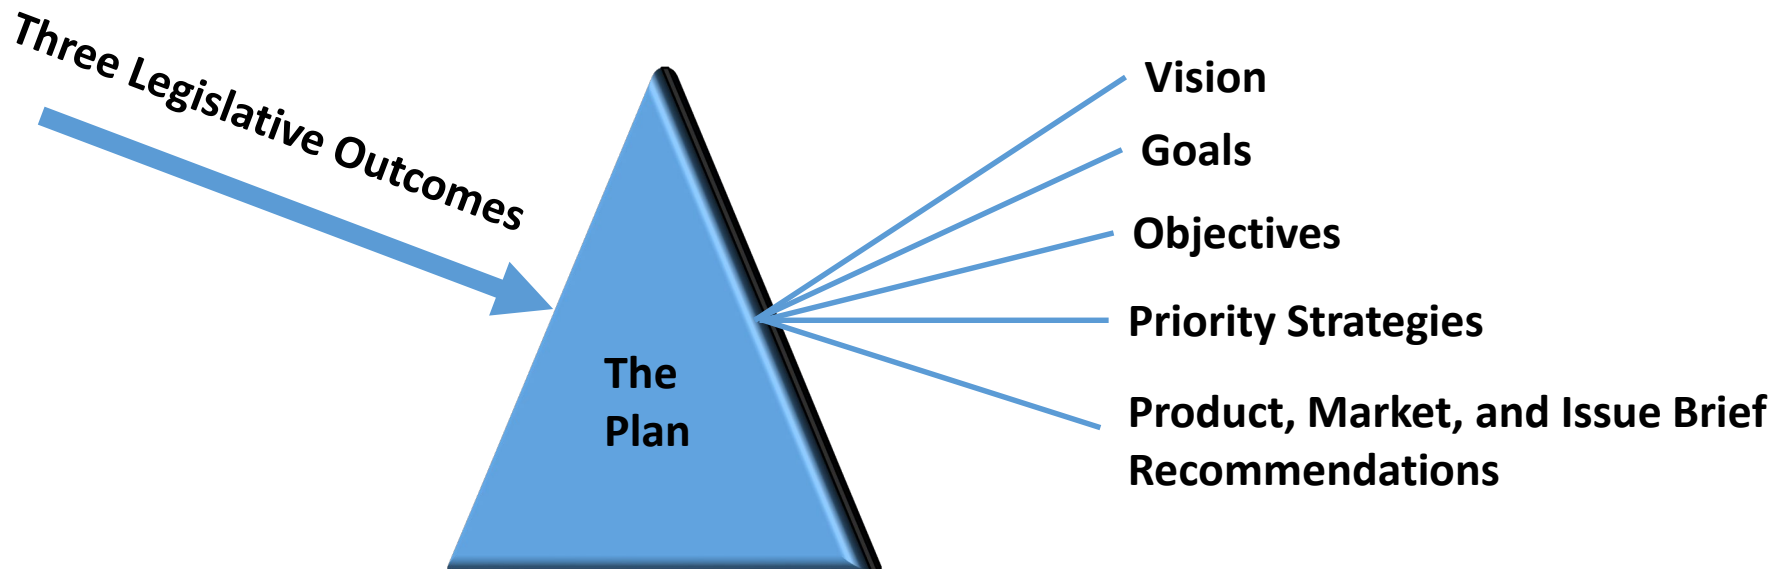 Three Legislative Outcomes
The
Plan
Vision
Goals
Objectives
Priority Strategies
Product, Market, and Issue Brief
Recommendations